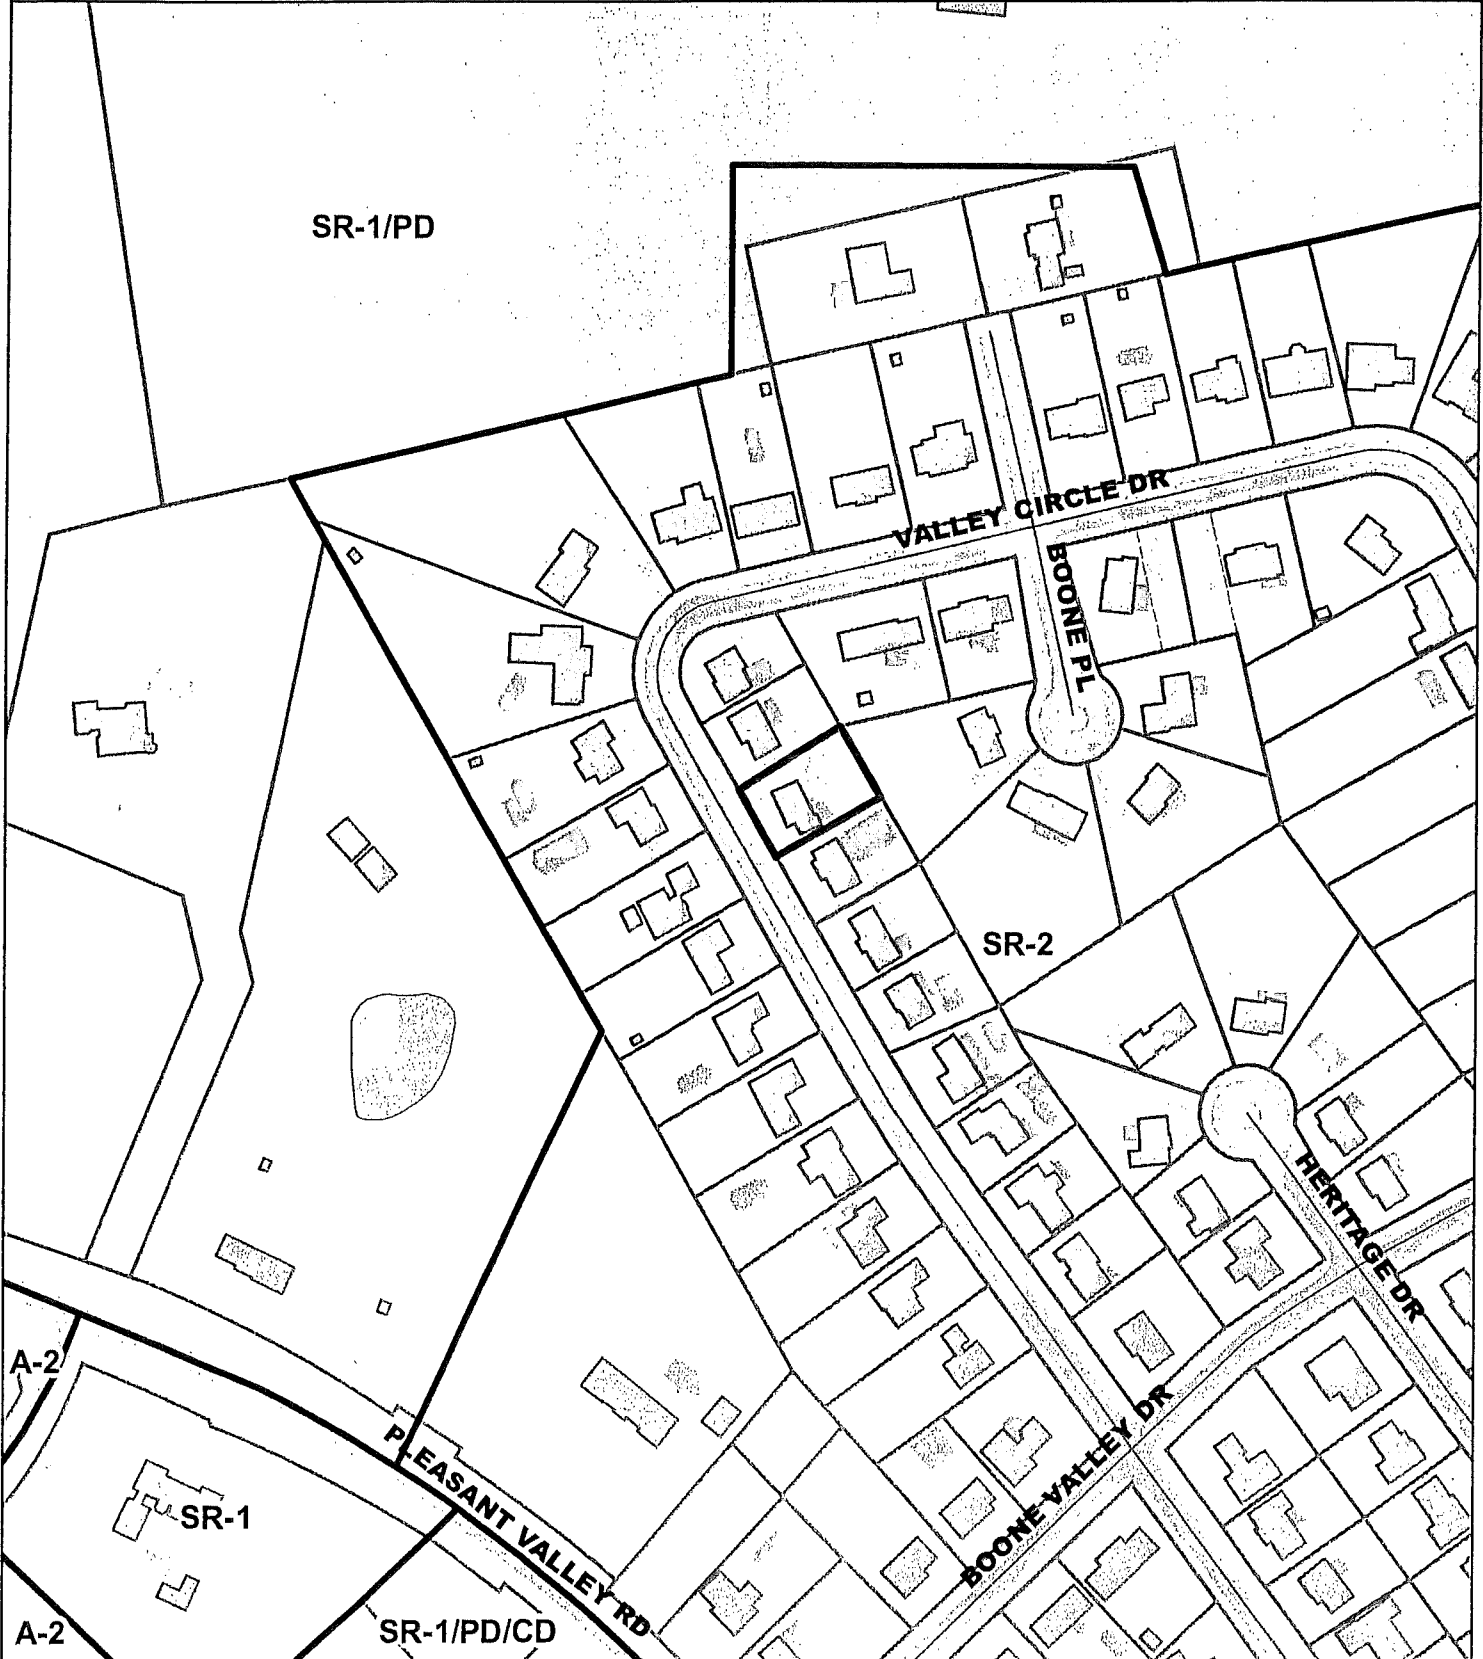 SR-1/PD
VALLEY CIRCLE DR
BOONE PL
SR-2
HERITAGE DR
A-2
PLEASANT VALLEY RD
BOONE VALLEY DR
SR-1
A-2
SR-1/PD/CD